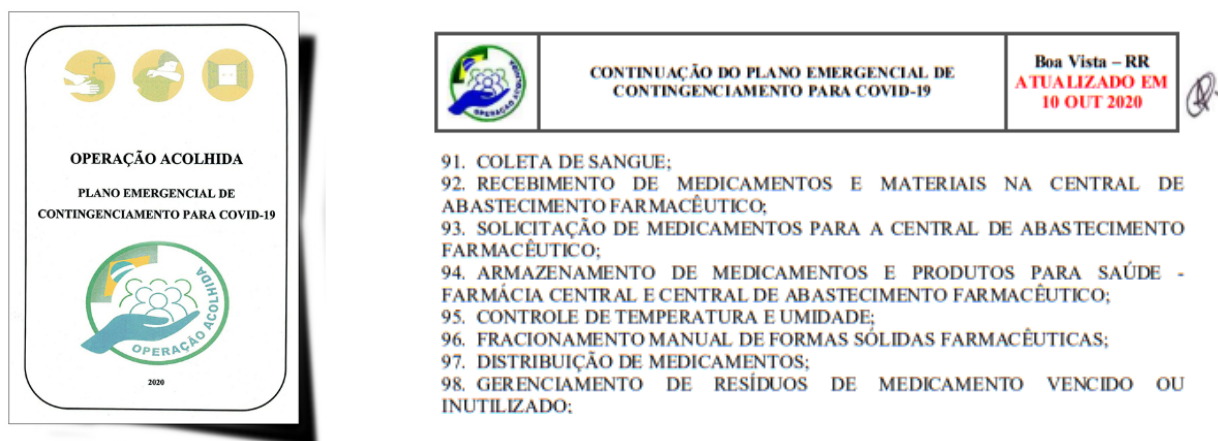 OPERAÇÃO ACOLHIDA
PLANO EMERGENCIAL DE
CONTINGENCIAMENTO PARA COVID-19
OPERAÇÃO ACOLHIDA
2020
OPERAÇÃO ACOLHIDA
CONTINUAÇÃO DO PLANO EMERGENCIAL DE
CONTINGENCIAMENTO PARA COVID-19
Boa Vista – RR
ATUALIZADO EM
10 OUT 2020
91. COLETA DE SANGUE;
92. RECEBIMENTO DE MEDICAMENTOS E MATERIAIS NA CENTRAL DE
ABASTECIMENTO FARMACÊUTICO;
93. SOLICITAÇÃO DE MEDICAMENTOS PARA A CENTRAL DE ABASTECIMENTO
FARMACÊUTICO;
94. ARMAZENAMENTO DE MEDICAMENTOS E PRODUTOS PARA SAÚDE -
FARMÁCIA CENTRAL E CENTRAL DE ABASTECIMENTO FARMACÊUTICO;
95. CONTROLE DE TEMPERATURA E UMIDADE;
96. FRACIONAMENTO MANUAL DE FORMAS SÓLIDAS FARMACÊUTICAS;
97. DISTRIBUIÇÃO DE MEDICAMENTOS;
98. GERENCIAMENTO DE RESÍDUOS DE MEDICAMENTO VENCIDO OU
INUTILIZADO;